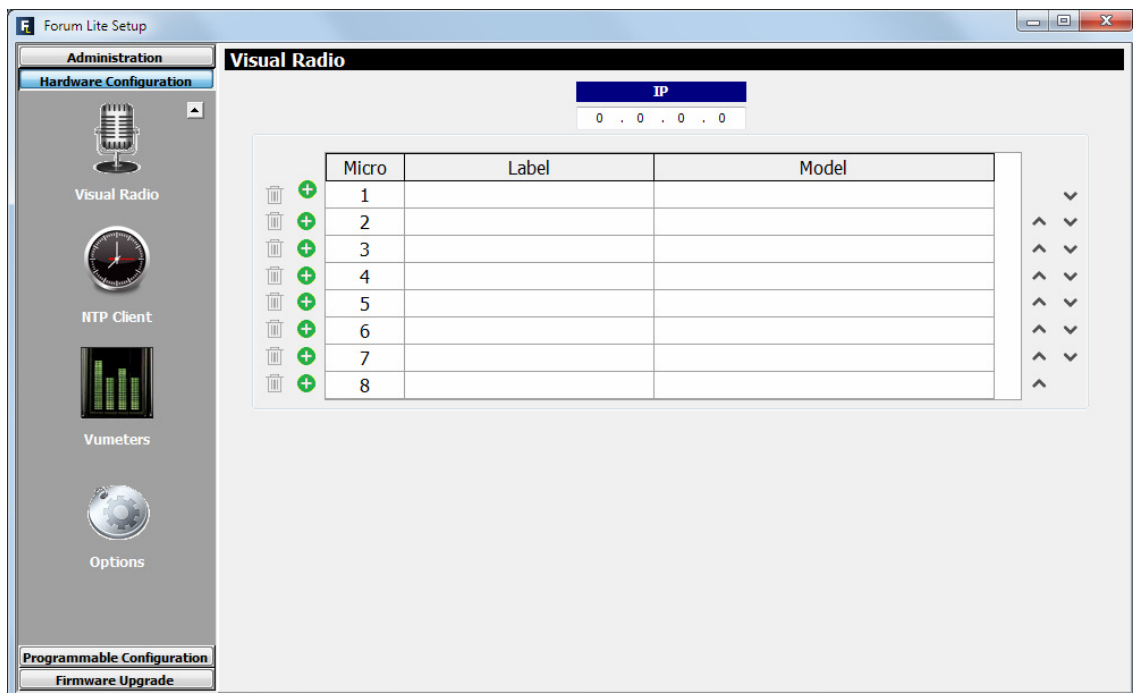 Forum Lite Setup
Administration
Hardware Configuration
Visual Radio
NTP Client
Vumeters
Options
Programmable Configuration
Firmware Upgrade
Visual Radio
IP
0 . 0 . 0 . 0
Micro Label Model
1
2
3
4
5
6
7
8